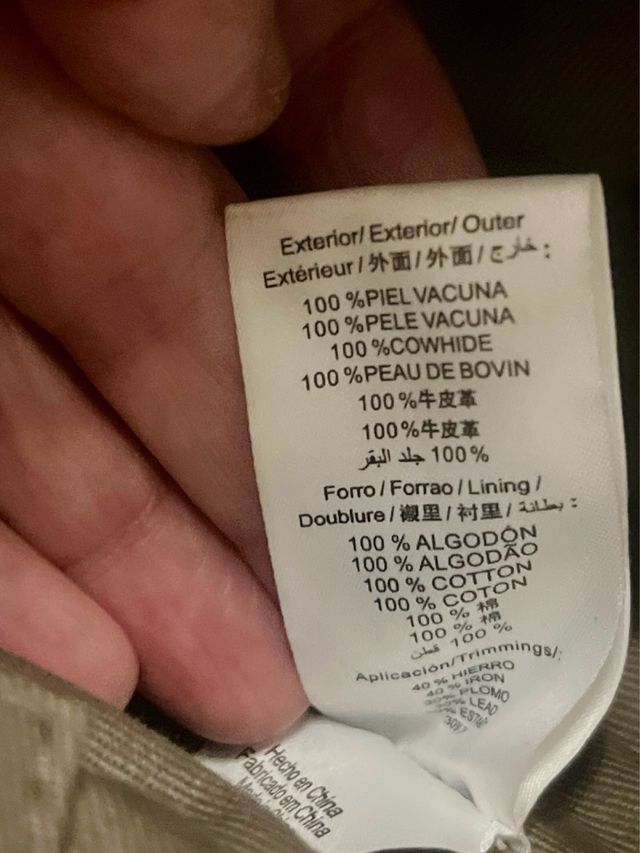 Exterior/ Exterior/ Outer
Extérieur / 外面 / 外面 / خارج :
100 %PIEL VACUNA
100 %PELE VACUNA
100 %COWHIDE
100 %PEAU DE BOVIN
100 %牛皮革
100 %牛皮革
100% جلد البقر
Forro / Forrao / Lining /
Doublure / 襯里 / 衬里 / بطانة :
100 % ALGODÓN
100 % ALGODÃO
100 % COTTON
100 % COTON
100 % 棉
100 % 棉
100 % قطن
Aplicación/Trimmings/:
40 % HIERRO
40 % IRON
% PLOMO
% LEAD
Hecho en China
Fabricado em China